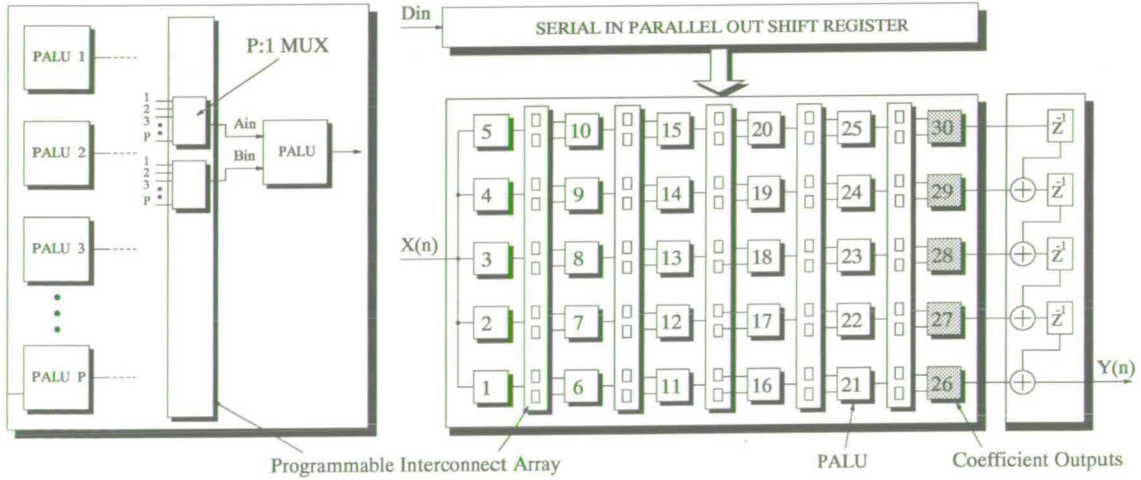 PALU 1
P:1 MUX
1
2
3
P
Ain
PALU 2
PALU
Bin
1
2
3
P
PALU 3
PALU P
Din
SERIAL IN PARALLEL OUT SHIFT REGISTER
5 10 15 20 25 30 Z-1
4 9 14 19 24 29 + Z-1
X(n)
3 8 13 18 23 28 + Z-1
2 7 12 17 22 27 + Z-1
1 6 11 16 21 26 + Y(n)
Programmable Interconnect Array
PALU
Coefficient Outputs